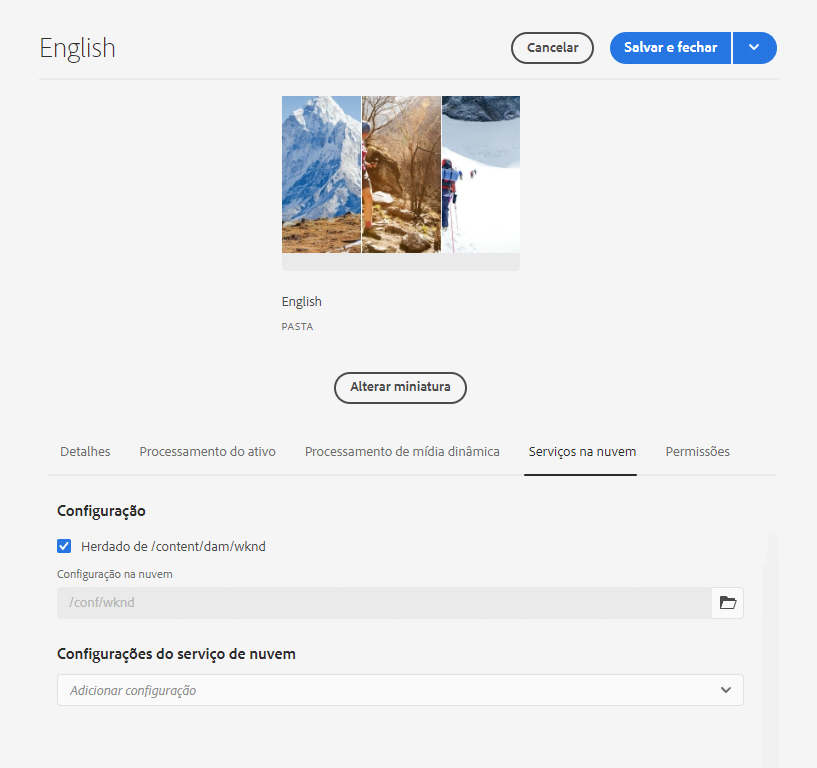 English
Cancelar
Salvar e fechar
English
PASTA
Alterar miniatura
Detalhes Processamento do ativo Processamento de mídia dinâmica Serviços na nuvem Permissões
Configuração
Herdado de /content/dam/wknd
Configuração na nuvem
/conf/wknd
Configurações do serviço de nuvem
Adicionar configuração